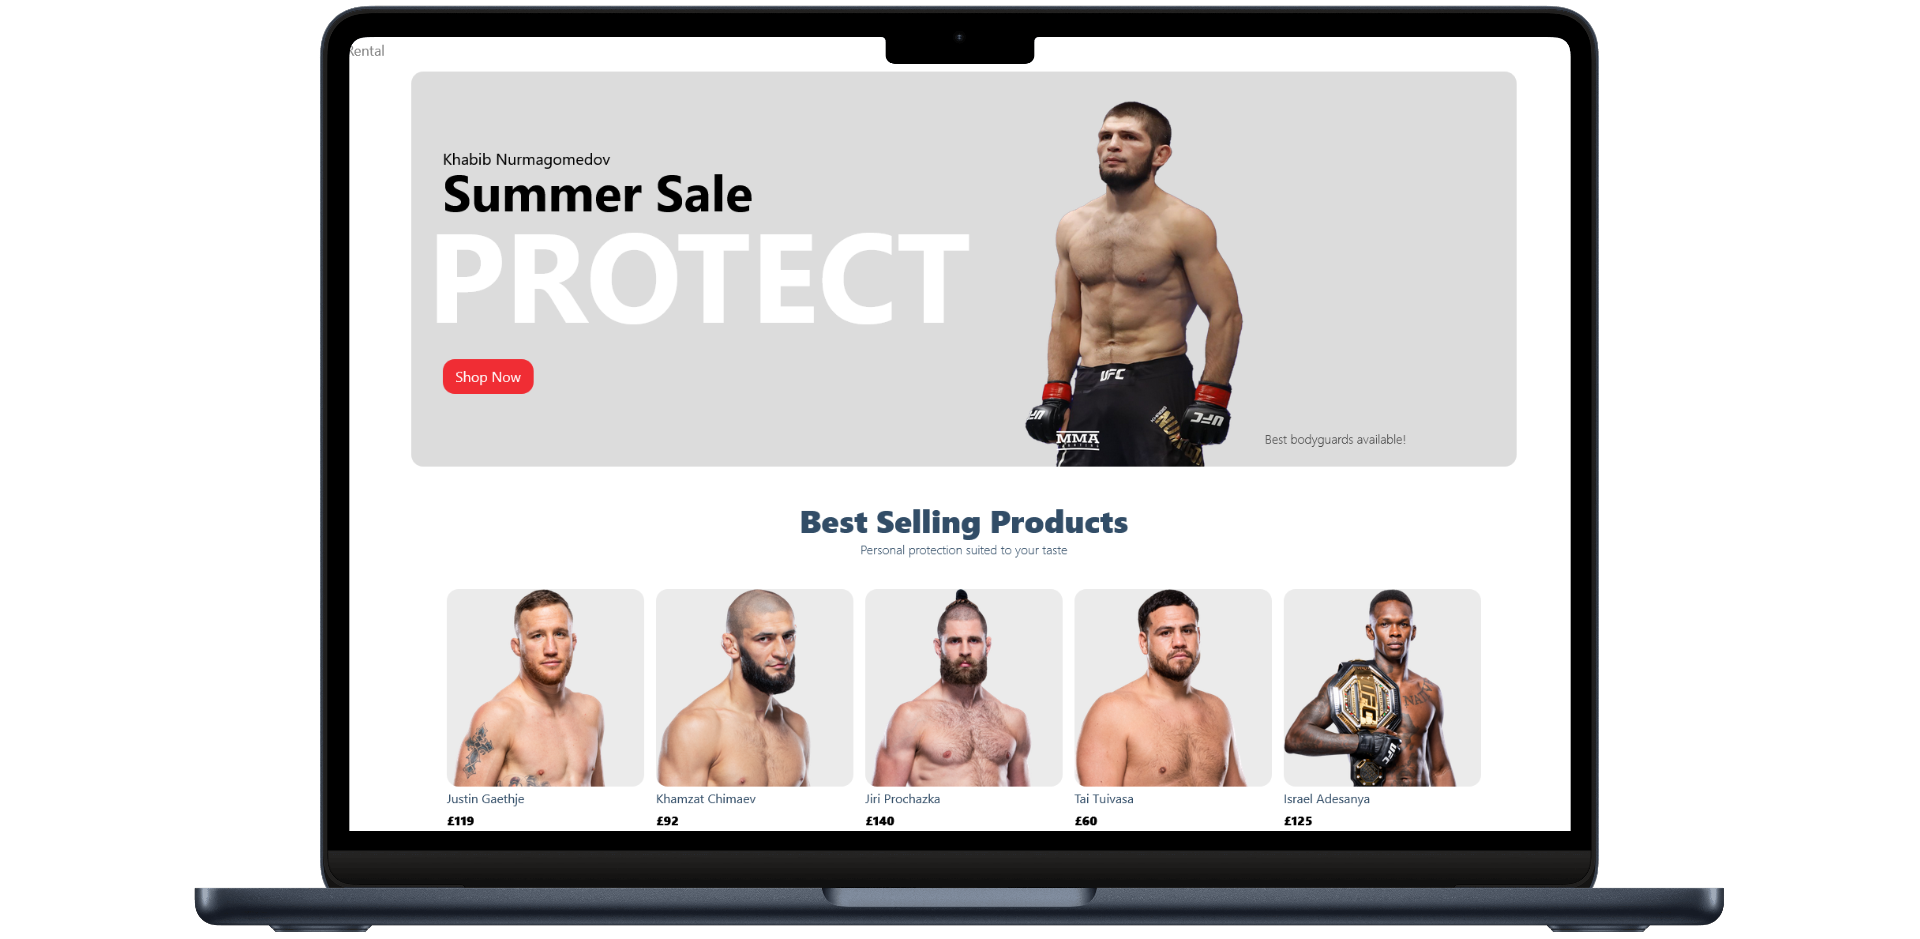 Rental
Khabib Nurmagomedov
Summer Sale
PROTECT
Shop Now
UFC
UFC
UFC
MMA
Best bodyguards available!
Best Selling Products
Personal protection suited to your taste
UFC
UFC
Justin Gaethje
Khamzat Chimaev
Jiri Prochazka
Tai Tuivasa
Israel Adesanya
£119
£92
£140
£60
£125